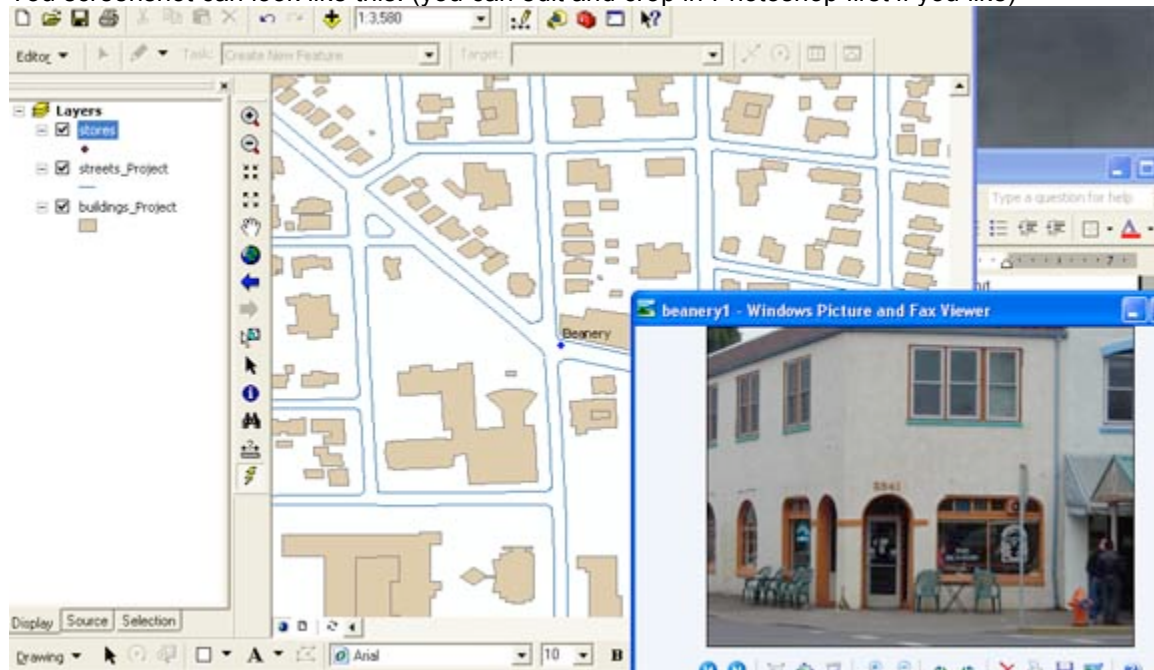 You screenshot can look like this: (you can edit and crop in Photoshop first if you like)
1:3,580
Editor Task: Create New Feature Target:
Layers
stores
streets_Project
buildings_Project
Type a question for help
7
beanery1 - Windows Picture and Fax Viewer
Beanery
Display Source Selection
Drawing A Arial 10 B